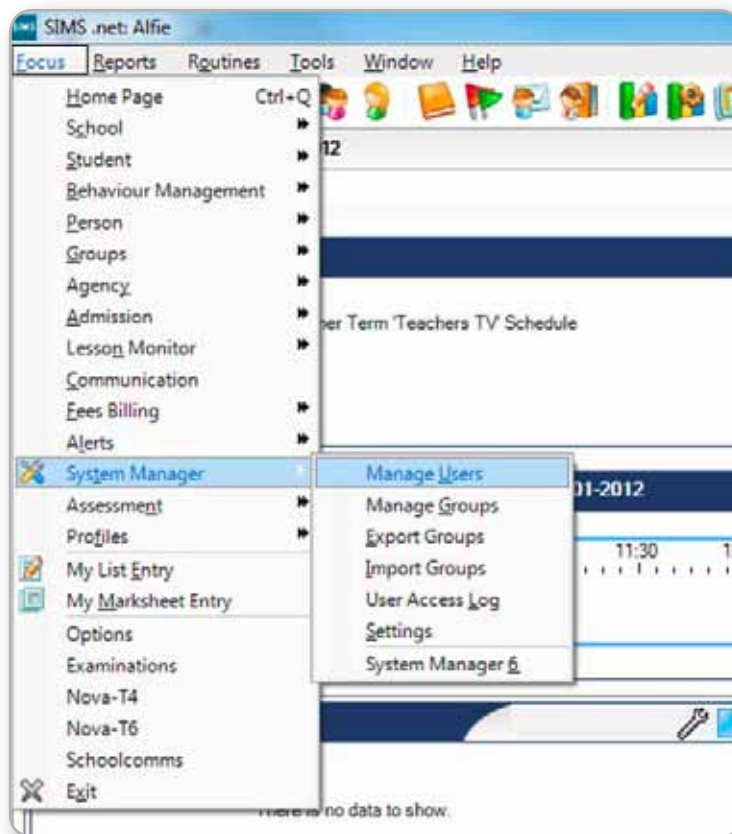 SIMS .net: Alfie
Focus Reports Routines Tools Window Help
Home Page Ctrl+Q
School
12
Student
Behaviour Management
Person
Groups
Agency
Admission
Term 'Teachers TV' Schedule
Lesson Monitor
Communication
Fees Billing
Alerts
System Manager
Manage Users
01-2012
Assessment
Manage Groups
Profiles
Export Groups
11:30
My List Entry
Import Groups
My Marksheet Entry
User Access Log
Options
Settings
Examinations
System Manager 6
Nova-T4
Nova-T6
Schoolcomms
Exit
There is no data to show.